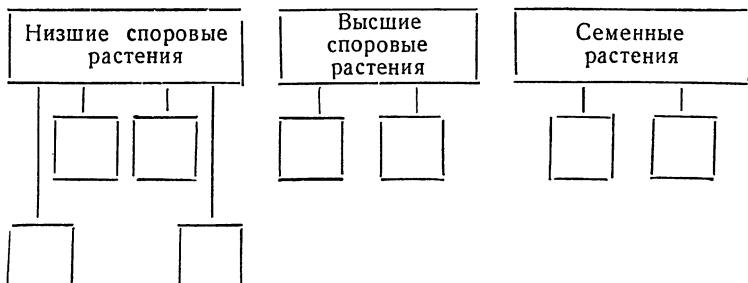 Низшие споровые
растения
Высшие
споровые
растения
Семенные
растения